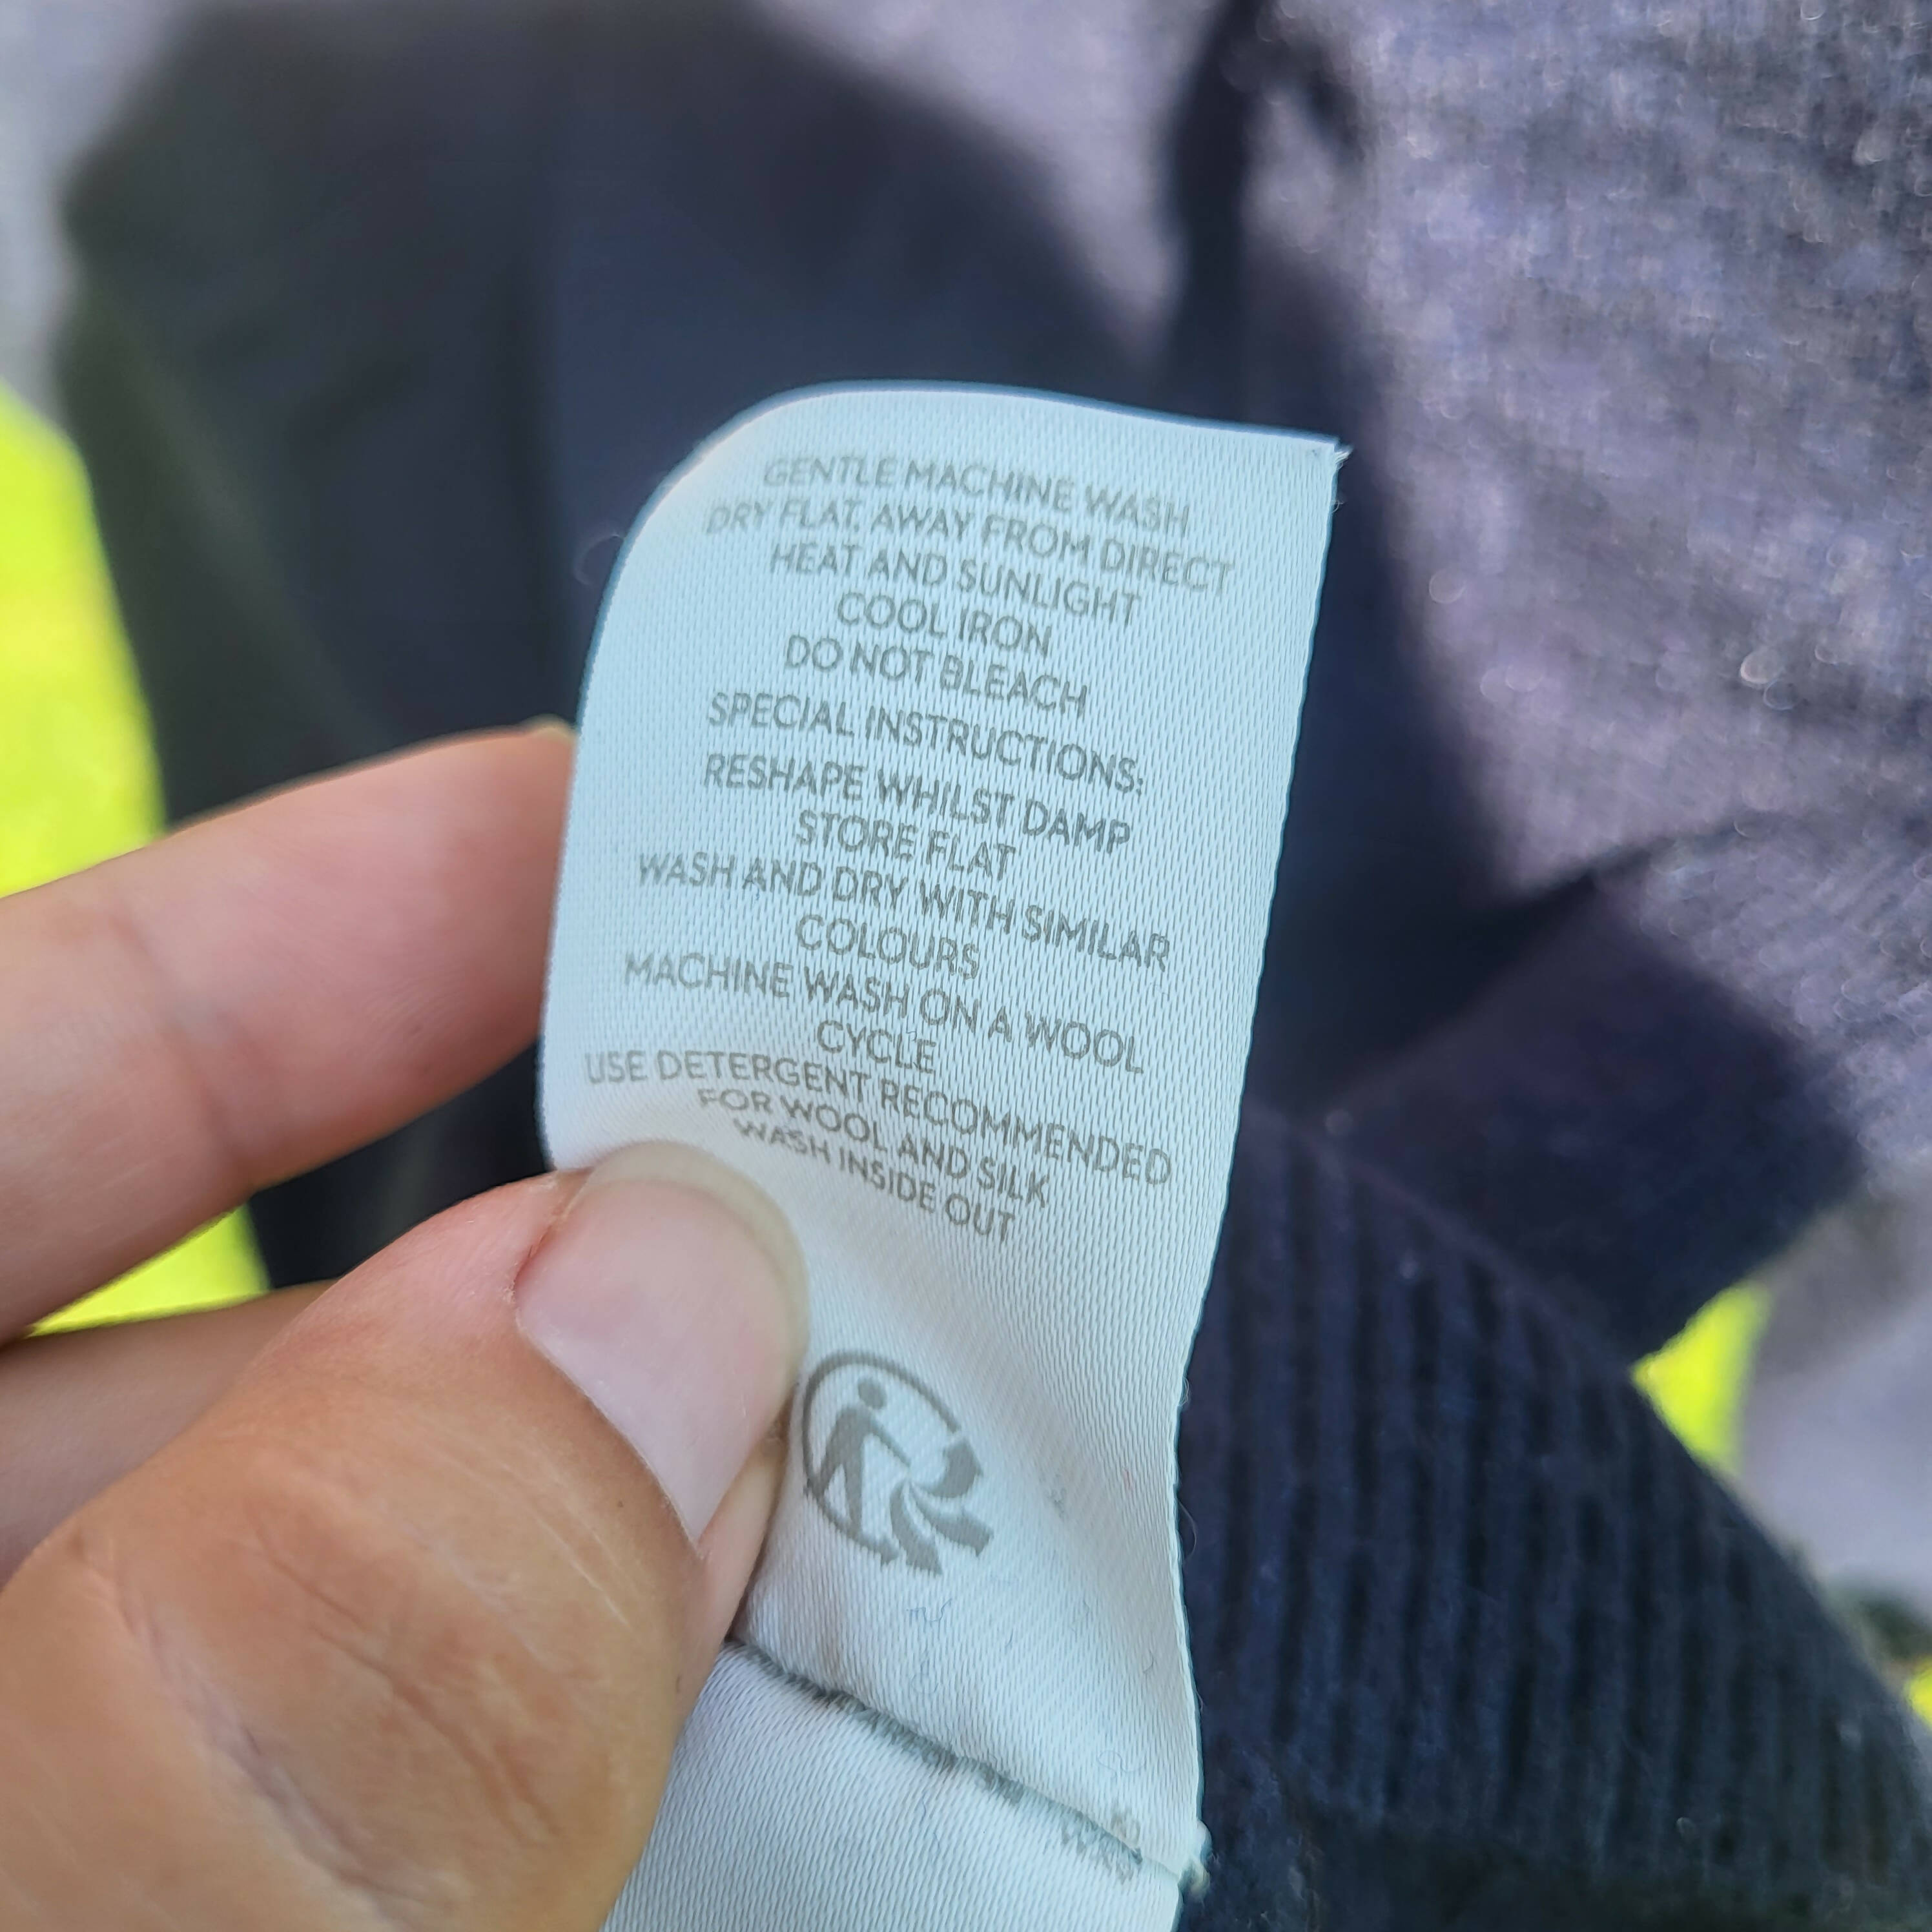 GENTLE MACHINE WASH
DRY FLAT, AWAY FROM DIRECT
HEAT AND SUNLIGHT
COOL IRON
DO NOT BLEACH
SPECIAL INSTRUCTIONS:
RESHAPE WHILST DAMP
STORE FLAT
WASH AND DRY WITH SIMILAR
COLOURS
MACHINE WASH ON A WOOL
CYCLE
USE DETERGENT RECOMMENDED
FOR WOOL AND SILK
WASH INSIDE OUT